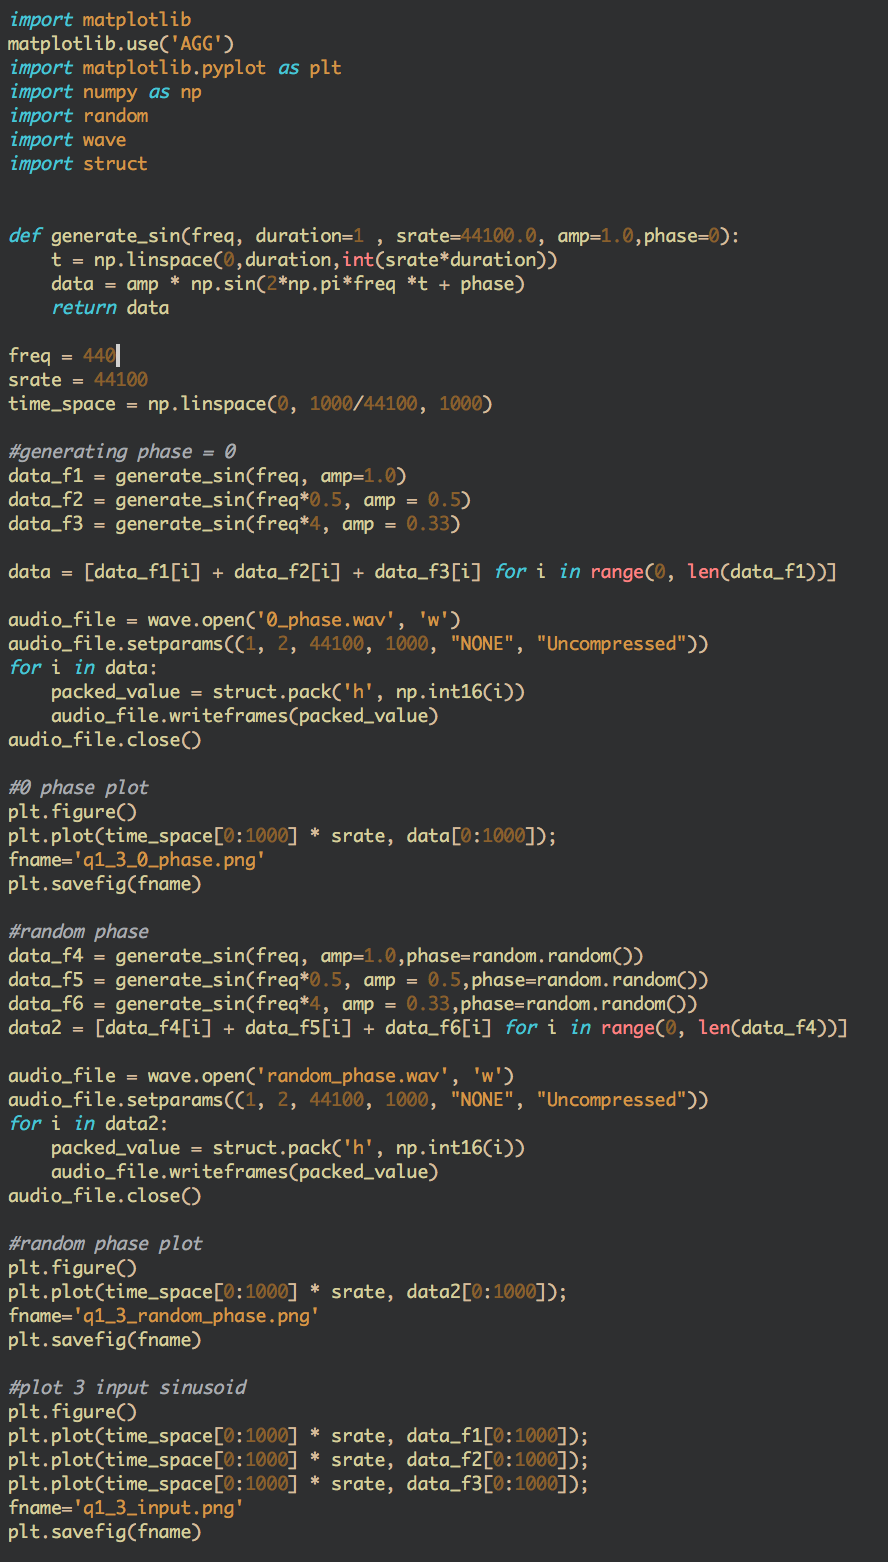 import matplotlib
matplotlib.use('AGG')
import matplotlib.pyplot as plt
import numpy as np
import random
import wave
import struct
def generate_sin(freq, duration=1 , srate=44100.0, amp=1.0,phase=0):
    t = np.linspace(0,duration,int(srate*duration))
    data = amp * np.sin(2*np.pi*freq *t + phase)
    return data
freq = 440
srate = 44100
time_space = np.linspace(0, 1000/44100, 1000)
#generating phase = 0
data_f1 = generate_sin(freq, amp=1.0)
data_f2 = generate_sin(freq*0.5, amp = 0.5)
data_f3 = generate_sin(freq*4, amp = 0.33)
data = [data_f1[i] + data_f2[i] + data_f3[i] for i in range(0, len(data_f1))]
audio_file = wave.open('0_phase.wav', 'w')
audio_file.setparams((1, 2, 44100, 1000, "NONE", "Uncompressed"))
for i in data:
    packed_value = struct.pack('h', np.int16(i))
    audio_file.writeframes(packed_value)
audio_file.close()
#0 phase plot
plt.figure()
plt.plot(time_space[0:1000] * srate, data[0:1000]);
fname='q1_3_0_phase.png'
plt.savefig(fname)
#random phase
data_f4 = generate_sin(freq, amp=1.0,phase=random.random())
data_f5 = generate_sin(freq*0.5, amp = 0.5,phase=random.random())
data_f6 = generate_sin(freq*4, amp = 0.33,phase=random.random())
data2 = [data_f4[i] + data_f5[i] + data_f6[i] for i in range(0, len(data_f4))]
audio_file = wave.open('random_phase.wav', 'w')
audio_file.setparams((1, 2, 44100, 1000, "NONE", "Uncompressed"))
for i in data2:
    packed_value = struct.pack('h', np.int16(i))
    audio_file.writeframes(packed_value)
audio_file.close()
#random phase plot
plt.figure()
plt.plot(time_space[0:1000] * srate, data2[0:1000]);
fname='q1_3_random_phase.png'
plt.savefig(fname)
#plot 3 input sinusoid
plt.figure()
plt.plot(time_space[0:1000] * srate, data_f1[0:1000]);
plt.plot(time_space[0:1000] * srate, data_f2[0:1000]);
plt.plot(time_space[0:1000] * srate, data_f3[0:1000]);
fname='q1_3_input.png'
plt.savefig(fname)